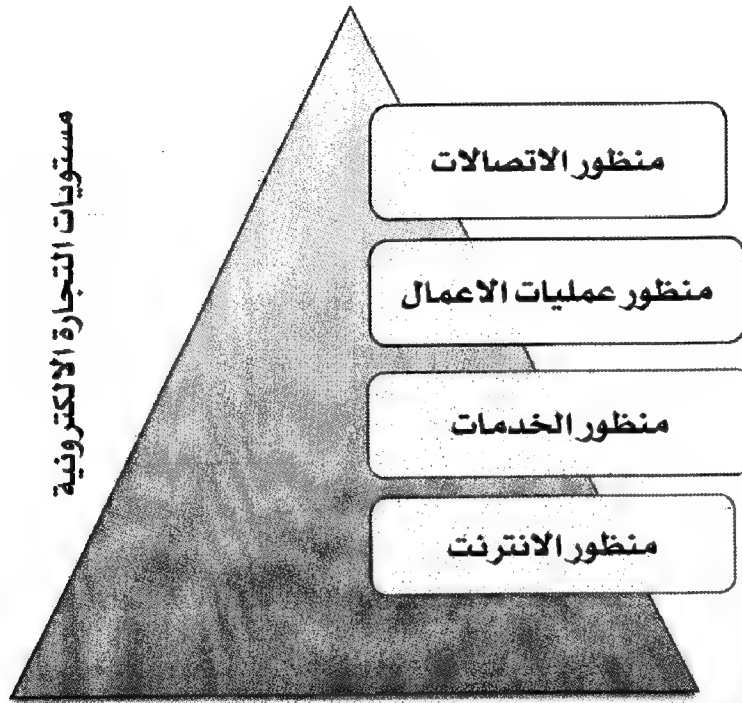 مستويات التجارة الالكترونية
منظور الاتصالات
منظور عمليات الاعمال
منظور الخدمات
منظور الانترنت